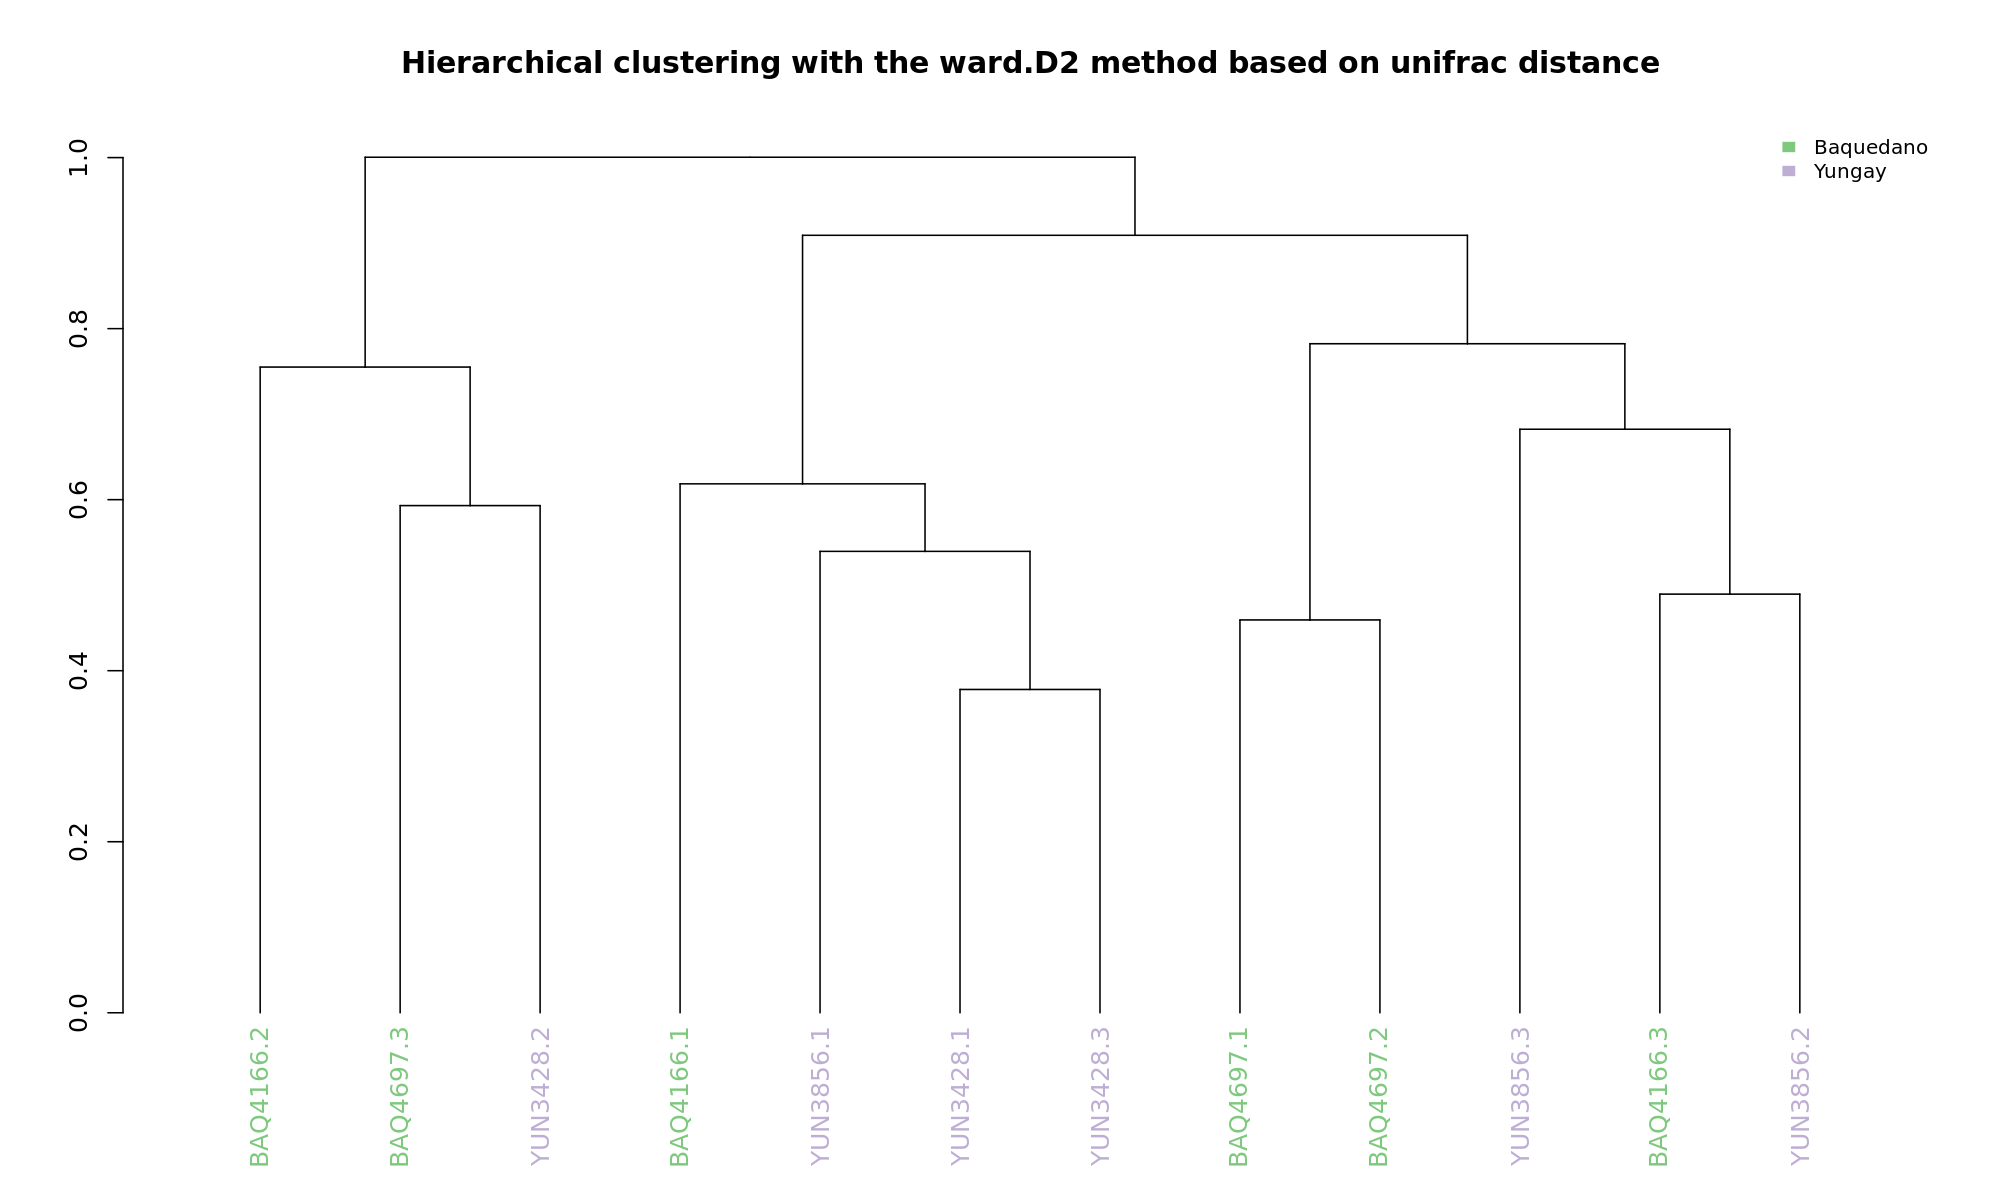 Hierarchical clustering with the ward.D2 method based on unifrac distance
Baquedano
Yungay
1.0
0.8
0.6
0.4
0.2
0.0
BAQ4166.2
BAQ4697.3
YUN3428.2
BAQ4166.1
YUN3856.1
YUN3428.1
YUN3428.3
BAQ4697.1
BAQ4697.2
YUN3856.3
BAQ4166.3
YUN3856.2